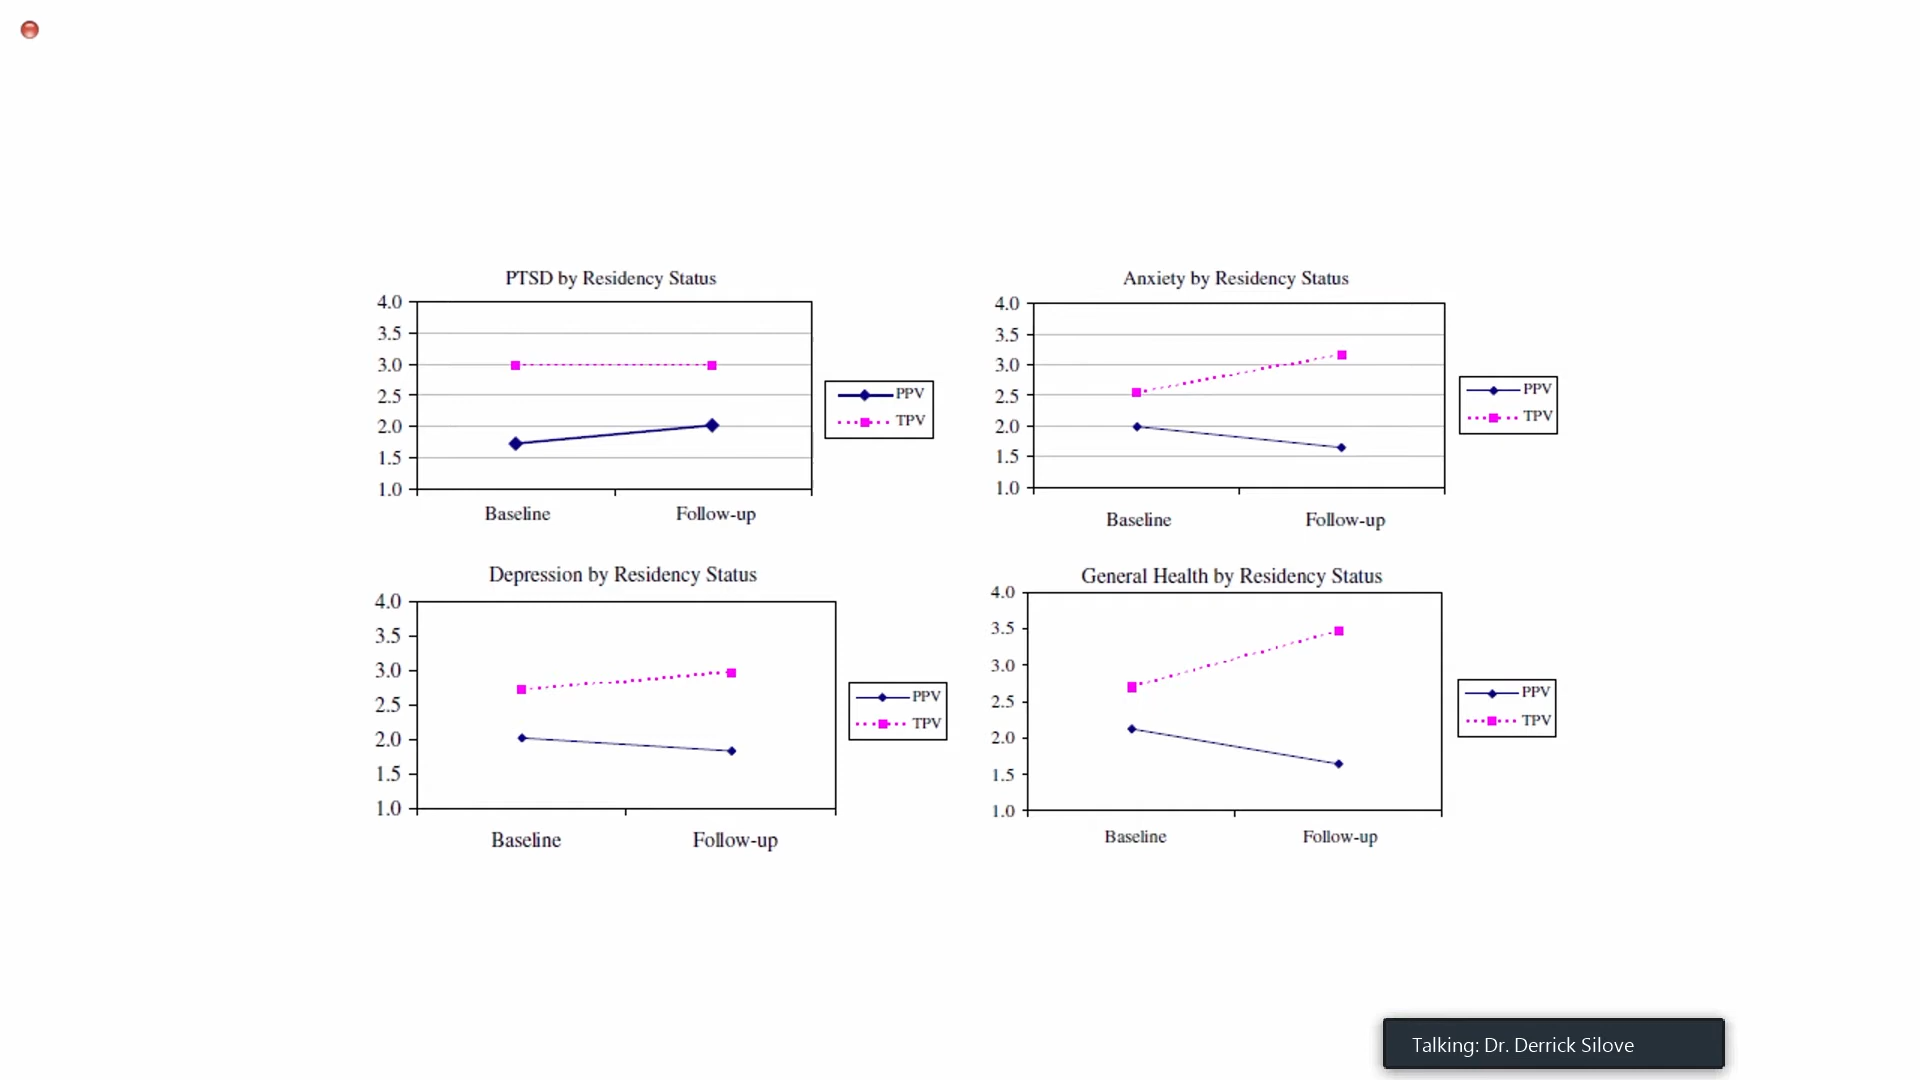 PTSD by Residency Status
4.0
3.5
3.0
2.5
2.0
1.5
1.0
Baseline Follow-up
PPV
TPV
Anxiety by Residency Status
4.0
3.5
3.0
2.5
2.0
1.5
1.0
Baseline Follow-up
PPV
TPV
Depression by Residency Status
4.0
3.5
3.0
2.5
2.0
1.5
1.0
Baseline Follow-up
PPV
TPV
General Health by Residency Status
4.0
3.5
3.0
2.5
2.0
1.5
1.0
Baseline Follow-up
PPV
TPV
Talking: Dr. Derrick Silove